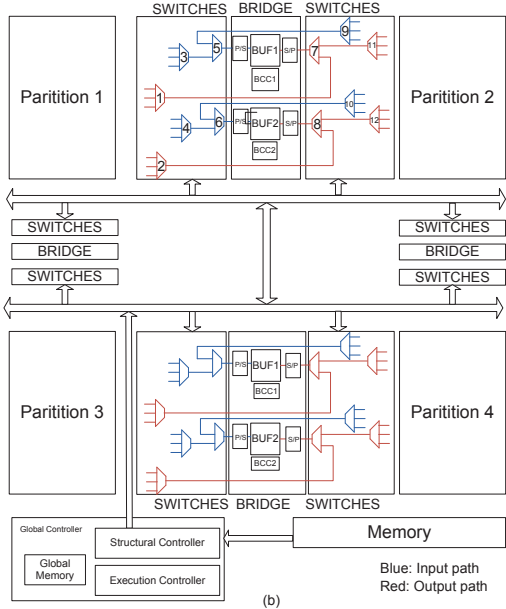 SWITCHES BRIDGE SWITCHES
9
3 5 P/S BUF1 S/P 7 11
BCC1
1
10
4 6 P/S BUF2 S/P 8 12
BCC2
2
Paritition 1
Paritition 2
SWITCHES
BRIDGE
SWITCHES
SWITCHES
BRIDGE
SWITCHES
Paritition 3
P/S BUF1 S/P
BCC1
P/S BUF2 S/P
BCC2
Paritition 4
SWITCHES BRIDGE SWITCHES
Global Controller
Structural Controller
Global
Memory
Execution Controller
Memory
Blue: Input path
Red: Output path
(b)